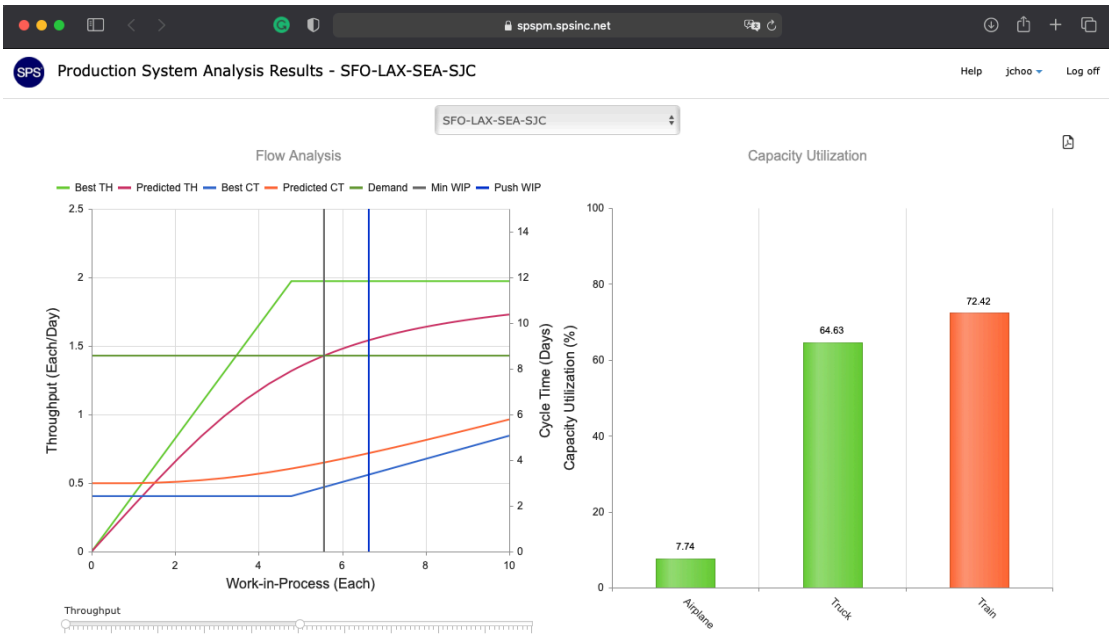 spspm.spsinc.net
SPS
Production System Analysis Results - SFO-LAX-SEA-SJC
Help
jchoo
Log off
SFO-LAX-SEA-SJC
Flow Analysis
Best TH
Predicted TH
Best CT
Predicted CT
Demand
Min WIP
Push WIP
2.5
2
1.5
1
0.5
0
Throughput (Each/Day)
14
12
10
8
6
4
2
0
Cycle Time (Days)
0
2
4
6
8
10
Work-in-Process (Each)
Throughput
Capacity Utilization
100
80
60
40
20
0
Capacity Utilization (%)
7.74
64.63
72.42
Airplane
Truck
Train